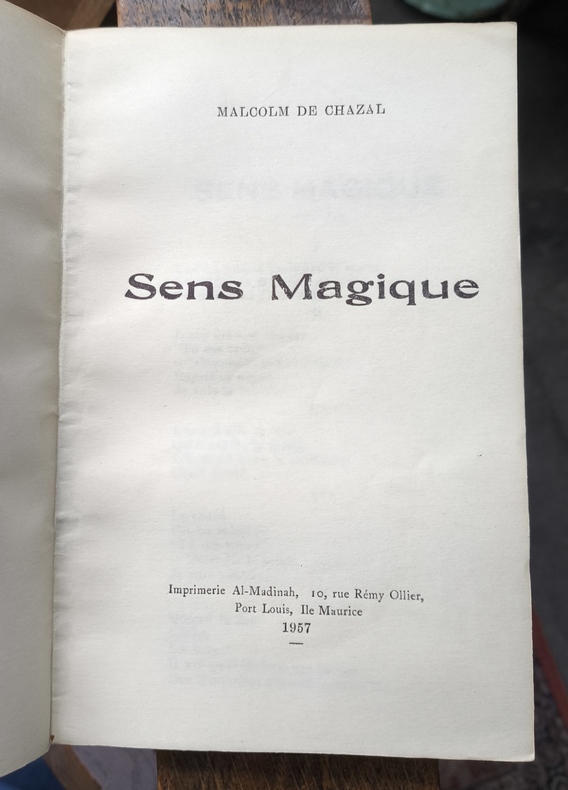 MALCOLM DE CHAZAL
Sens Magique
Imprimerie Al-Madinah, 10, rue Rémy Ollier,
Port Louis, Ile Maurice
1957